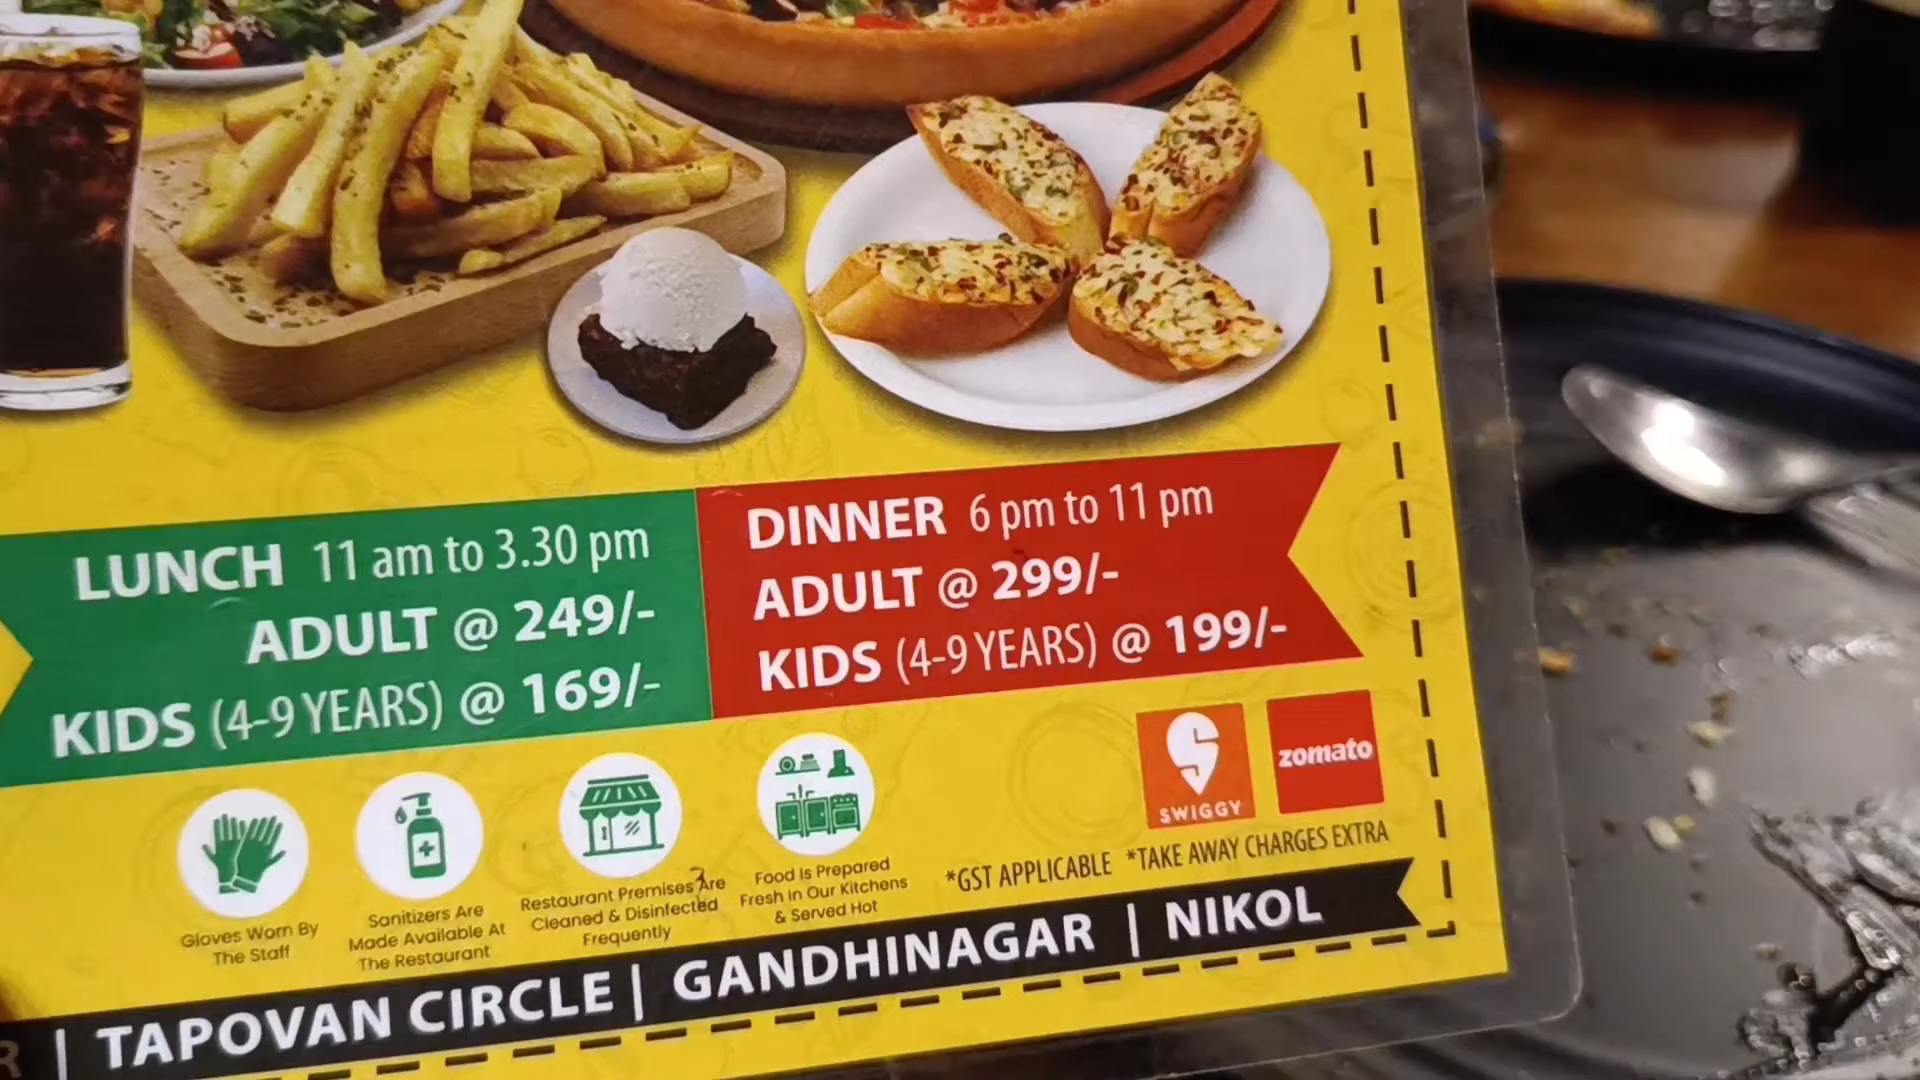 LUNCH 11 am to 3.30 pm
ADULT @ 249/-
KIDS (4-9 YEARS) @ 169/-
DINNER 6 pm to 11 pm
ADULT @ 299/-
KIDS (4-9 YEARS) @ 199/-
SWIGGY
zomato
Gloves Worn By
The Staff
Sanitizers Are
Made Available At
The Restaurant
Restaurant Premises Are
Cleaned & Disinfected
Frequently
Food Is Prepared
Fresh in Our Kitchens
& Served Hot
*GST APPLICABLE *TAKE AWAY CHARGES EXTRA
R | TAPOVAN CIRCLE | GANDHINAGAR | NIKOL